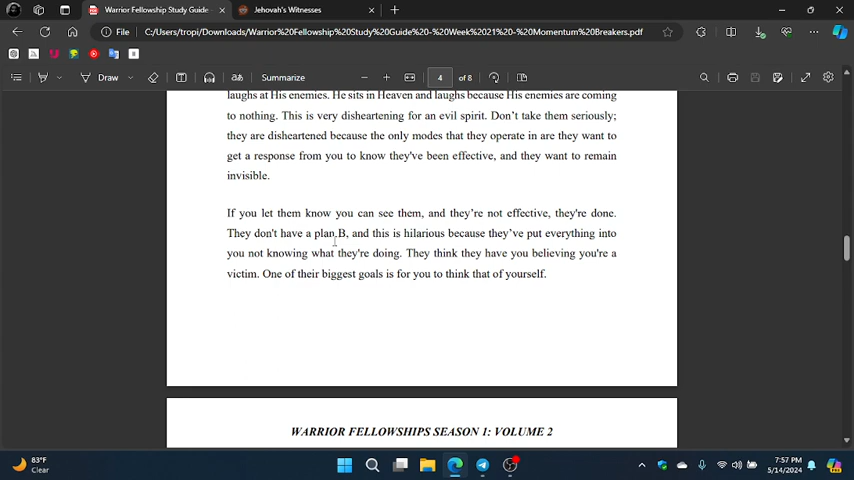 Warrior Fellowship Study Guide -
Jehovah's Witnesses
File
C:/Users/tropi/Downloads/Warrior%20Fellowship%20Study%20Guide%20-%20Week%2021%20-%20Momentum%20Breakers.pdf
Draw
Summarize
4 of 8
laughs at His enemies. He sits in Heaven and laughs because His enemies are coming
to nothing. This is very disheartening for an evil spirit. Don't take them seriously;
they are disheartened because the only modes that they operate in are they want to
get a response from you to know they've been effective, and they want to remain
invisible.
If you let them know you can see them, and they're not effective, they're done.
They don't have a plan B, and this is hilarious because they've put everything into
you not knowing what they're doing. They think they have you believing you're a
victim. One of their biggest goals is for you to think that of yourself.
WARRIOR FELLOWSHIPS SEASON 1: VOLUME 2
83°F
Clear
7:57 PM
5/14/2024